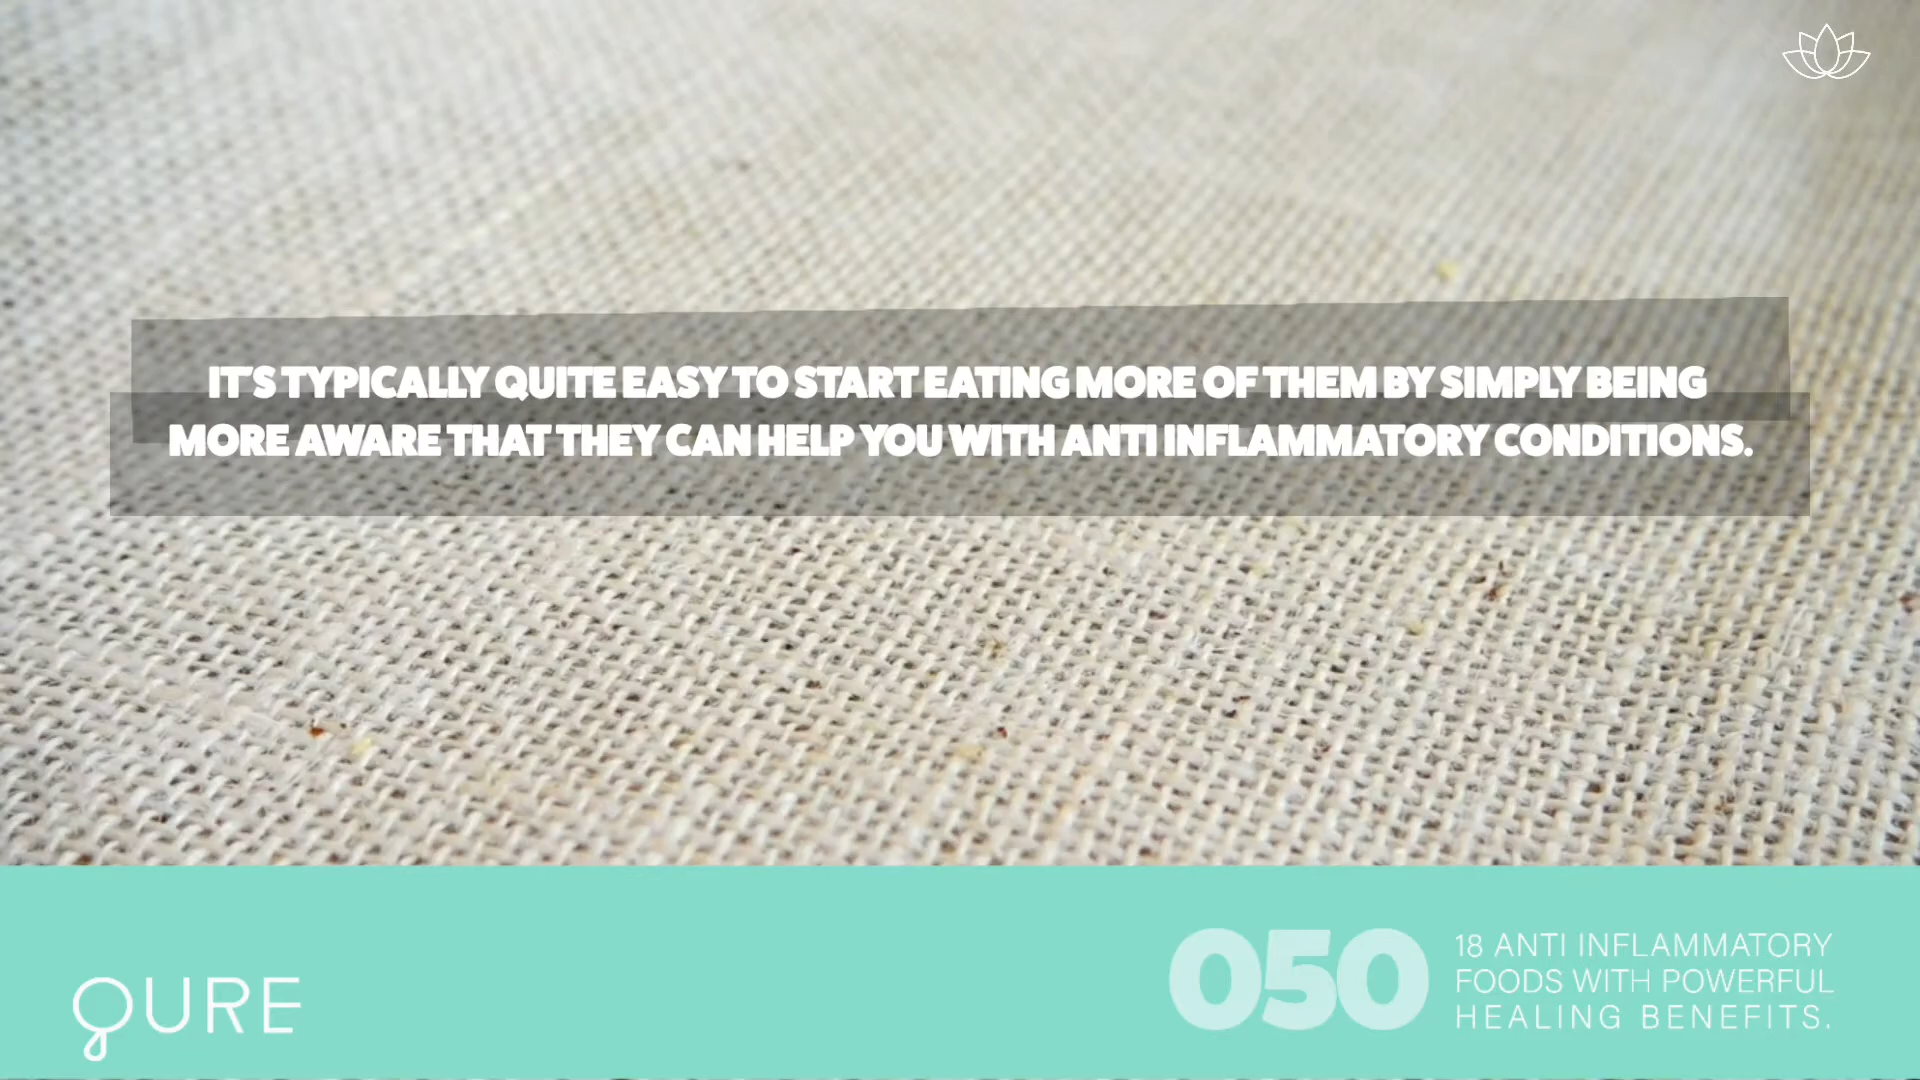 IT'S TYPICALLY QUITE EASY TO START EATING MORE OF THEM BY SIMPLY BEING
MORE AWARE THAT THEY CAN HELP YOU WITH ANTI INFLAMMATORY CONDITIONS.
QURE
050
18 ANTI INFLAMMATORY
FOODS WITH POWERFUL
HEALING BENEFITS.